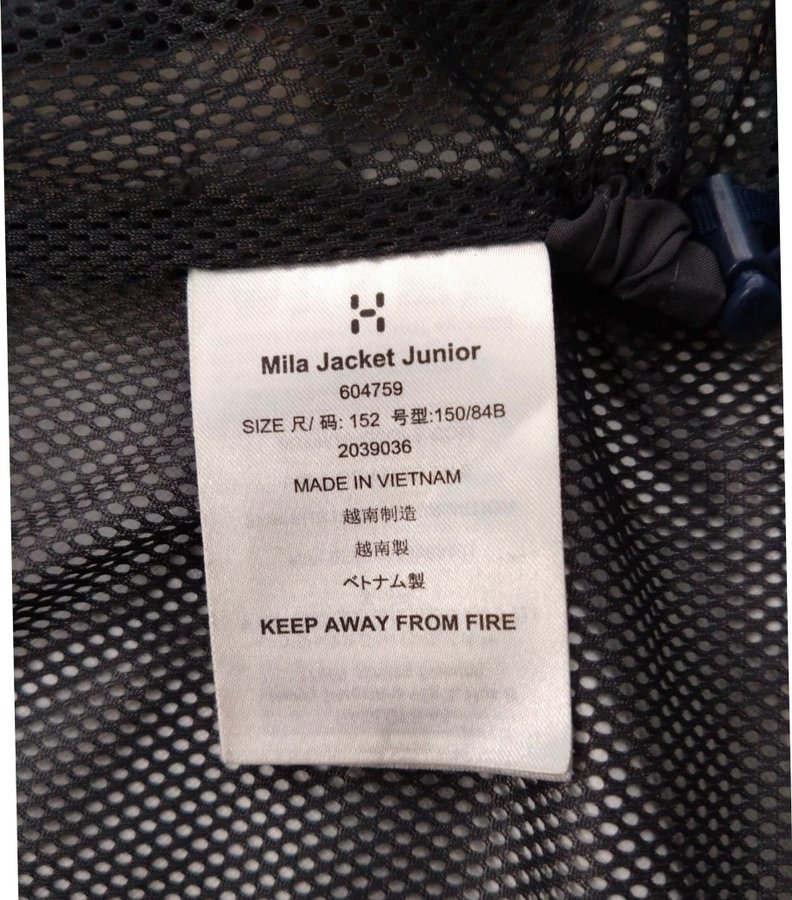 Mila Jacket Junior
604759
SIZE 尺/ 码: 152 号型:150/84B
2039036
MADE IN VIETNAM
越南制造
越南製
ベトナム製
KEEP AWAY FROM FIRE